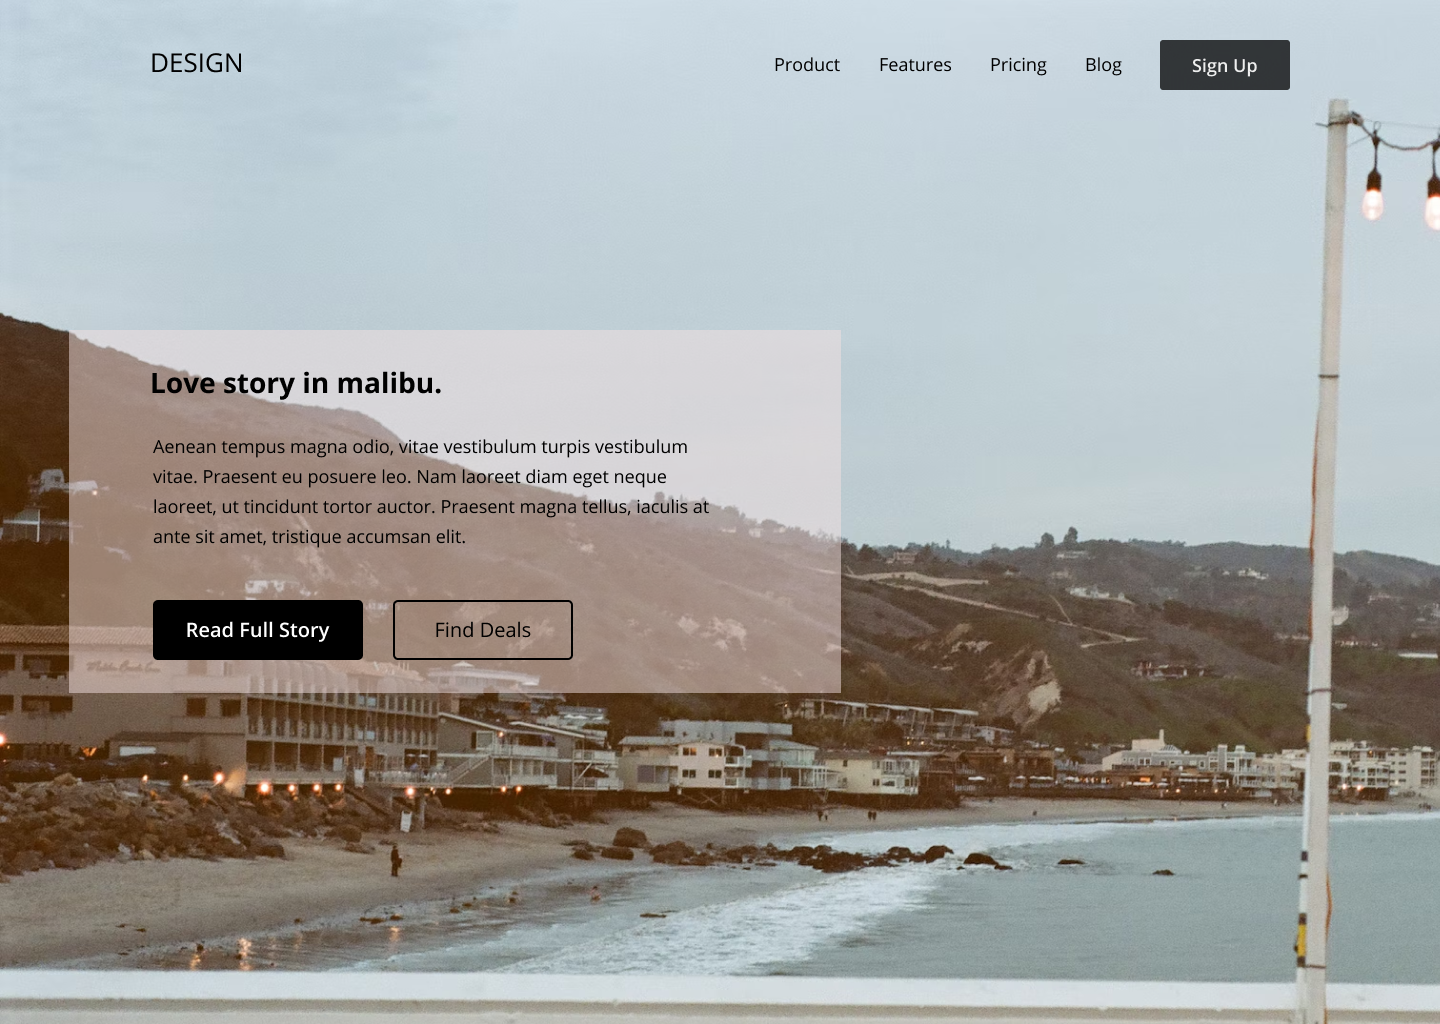 DESIGN
Product Features Pricing Blog Sign Up
Love story in malibu.
Aenean tempus magna odio, vitae vestibulum turpis vestibulum
vitae. Praesent eu posuere leo. Nam laoreet diam eget neque
laoreet, ut tincidunt tortor auctor. Praesent magna tellus, iaculis at
ante sit amet, tristique accumsan elit.
Read Full Story Find Deals